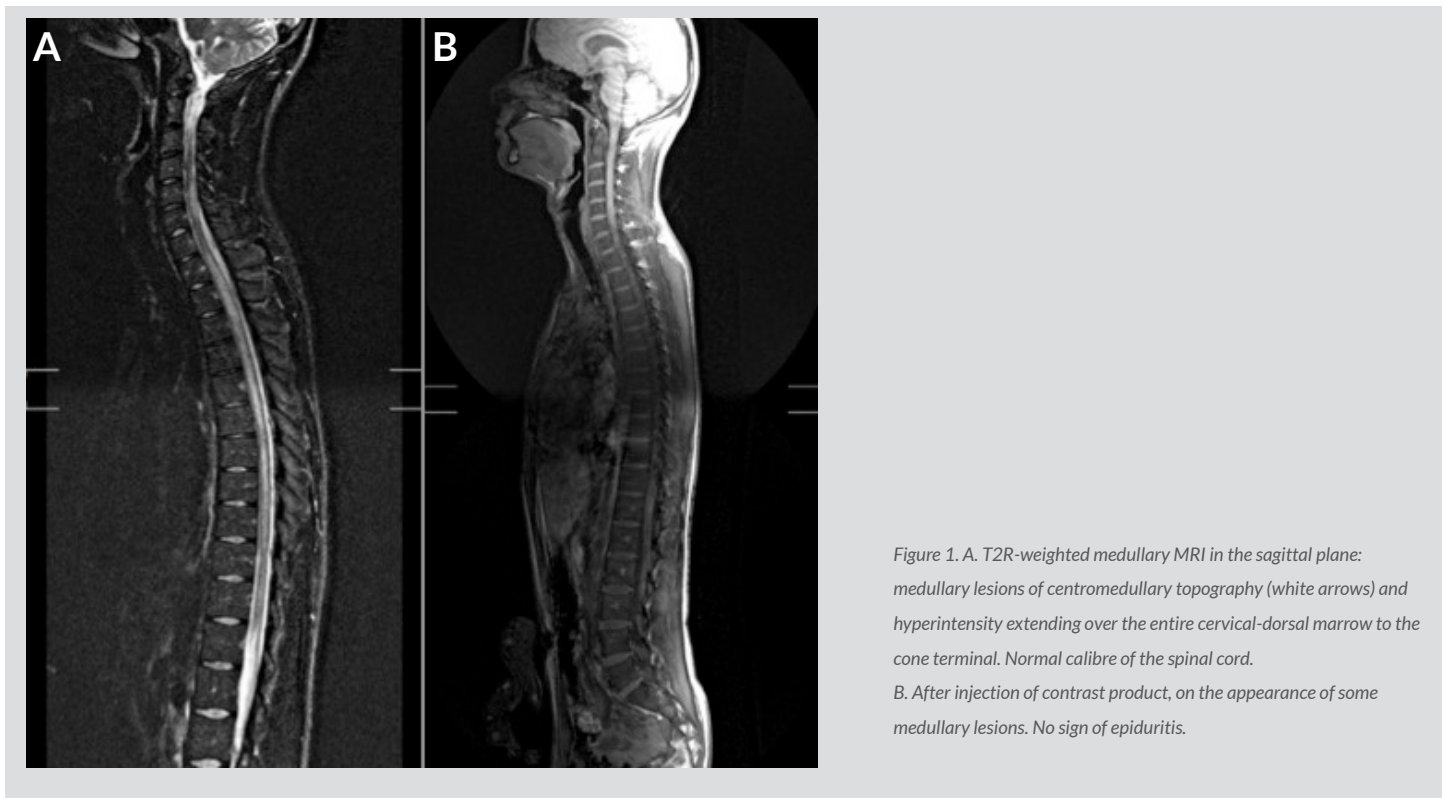 A
B
Figure 1. A. T2R-weighted medullary MRI in the sagittal plane:
medullary lesions of centromedullary topography (white arrows) and
hyperintensity extending over the entire cervical-dorsal marrow to the
cone terminal. Normal calibre of the spinal cord.
B. After injection of contrast product, on the appearance of some
medullary lesions. No sign of epiduritis.